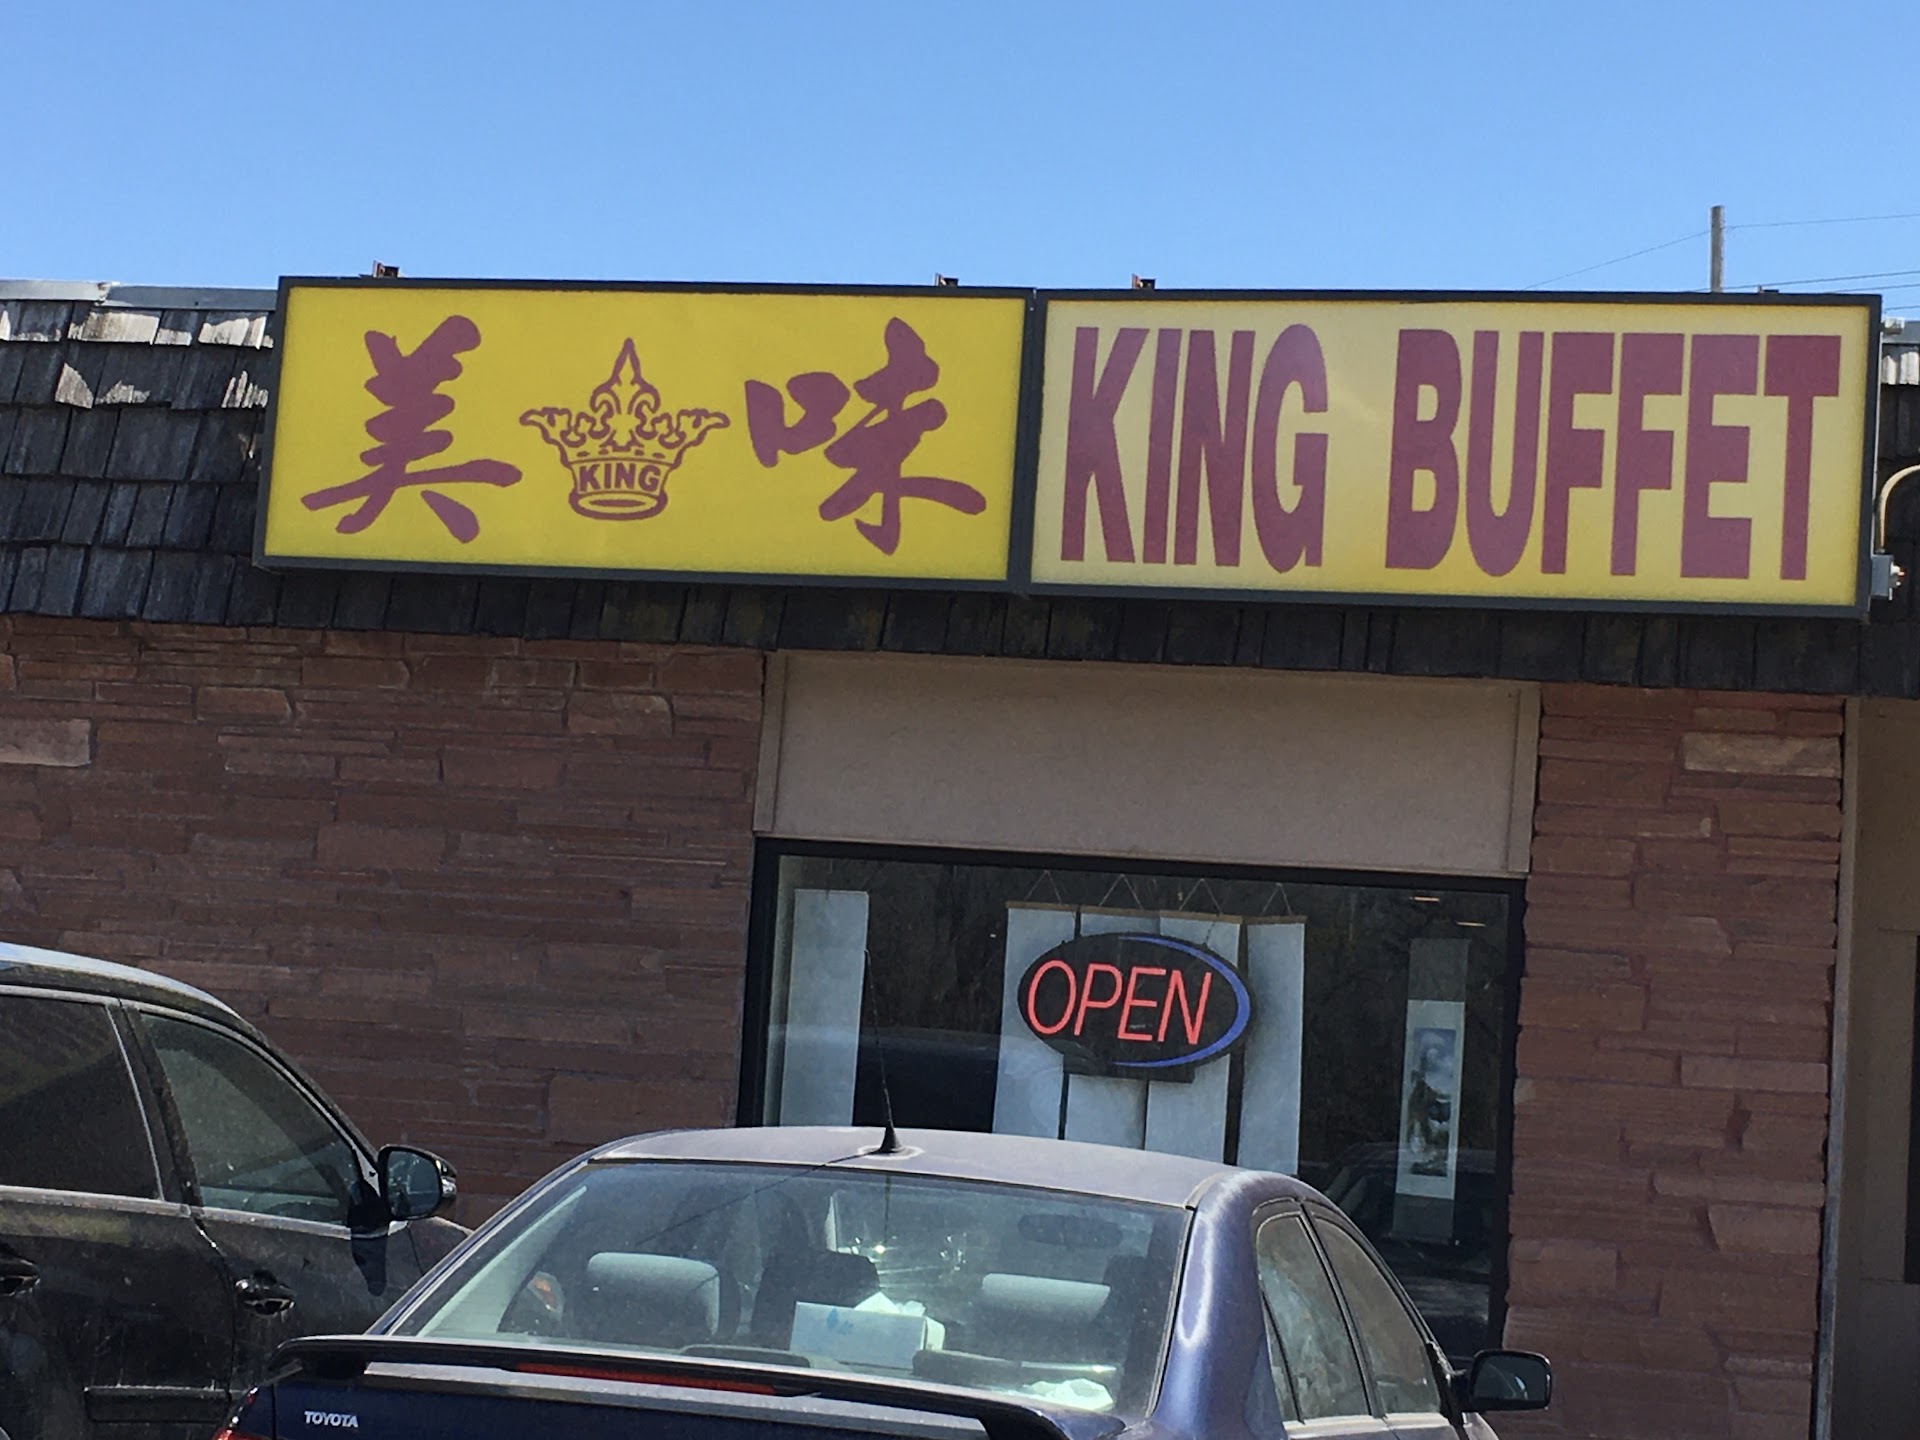 美 KING 味 KING BUFFET
OPEN
TOYOTA